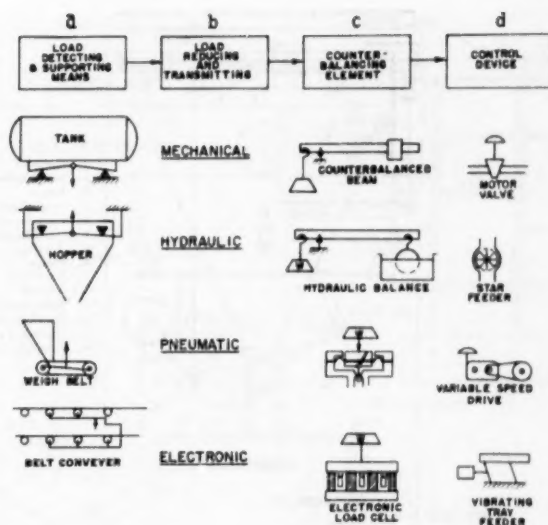 a b c d
LOAD
DETECTING
& SUPPORTING
MEANS
LOAD
REDUCING
AND
TRANSMITTING
COUNTER-
BALANCING
ELEMENT
CONTROL
DEVICE
TANK
MECHANICAL
COUNTERBALANCED
BEAM
MOTOR
VALVE
HOPPER
HYDRAULIC
HYDRAULIC BALANCE
STAR
FEEDER
WEIGH BELT
PNEUMATIC
VARIABLE SPEED
DRIVE
BELT CONVEYER
ELECTRONIC
ELECTRONIC
LOAD CELL
VIBRATING
TRAY
FEEDER